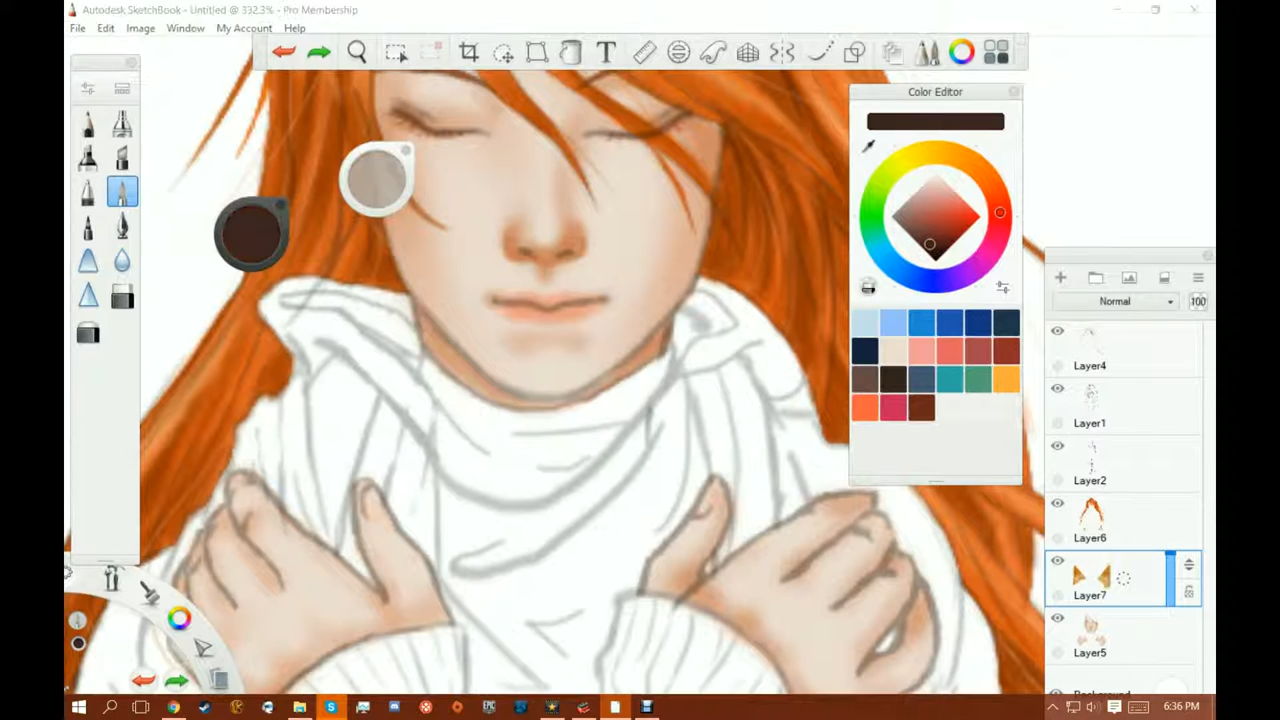 Autodesk SketchBook - Untitled @ 332.3% - Pro Membership
File Edit Image Window My Account Help
T
Color Editor
Normal 100
Layer4
Layer1
Layer2
Layer6
Layer7
Layer5
Background
6:36 PM